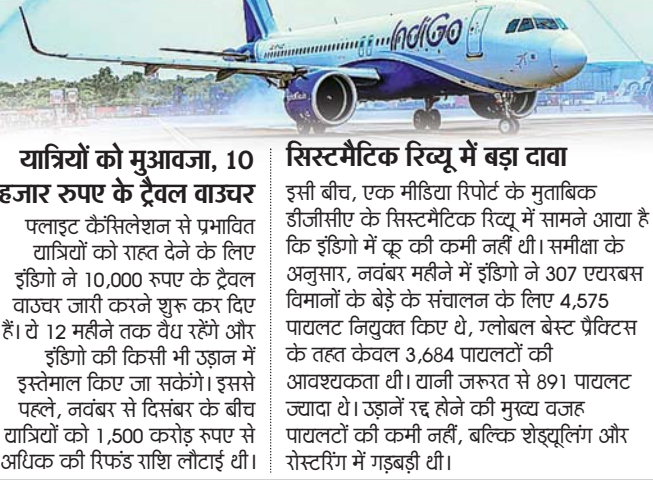 IndiGo
यात्रियों को मुआवजा, 10
हजार रुपए के ट्रैवल वाउचर
फ्लाइट कैंसिलेशन से प्रभावित
यात्रियों को राहत देने के लिए
इंडिगो ने 10,000 रूपए के ट्रैवल
वाउचर जारी करने शुरू कर दिए
हैं। ये 12 महीने तक वैध रहेंगे और
इंडिगो की किसी भी उड़ान में
इस्तेमाल किए जा सकेंगे। इससे
पहले, नवंबर से दिसंबर के बीच
यात्रियों को 1,500 करोड़ रूपए से
अधिक की रिफंड राशि लौटाई थी।
सिस्टमैटिक रिव्यू में बड़ा दावा
इसी बीच, एक मीडिया रिपोर्ट के मुताबिक
डीजीसीए के सिस्टमैटिक रिव्यू में सामने आया है
कि इंडिगो में क्रू की कमी नहीं थी। समीक्षा के
अनुसार, नवंबर महीने में इंडिगो ने 307 एयरबस
विमानों के बेड़े के संचालन के लिए 4,575
पायलट नियुक्त किए थे, ग्लोबल बेस्ट प्रैक्टिस
के तहत केवल 3,684 पायलटों की
आवश्यकता थी। यानी जरूरत से 891 पायलट
ज्यादा थे। उड़ानें रद्द होने की मुख्य वजह
पायलटों की कमी नहीं, बल्कि शेड्यूलिंग और
रोस्टरिंग में गड़बड़ी थी।